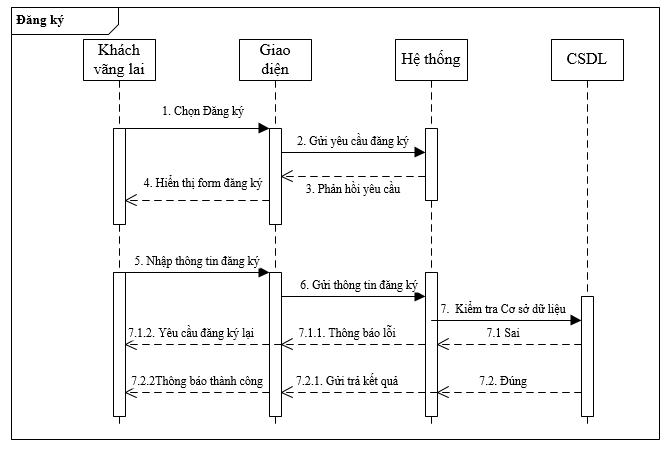 Đăng ký
Khách
vãng lai
Giao
diện
Hệ thống
CSDL
1. Chọn Đăng ký
2. Gửi yêu cầu đăng ký
3. Phản hồi yêu cầu
4. Hiển thị form đăng ký
5. Nhập thông tin đăng ký
6. Gửi thông tin đăng ký
7. Kiểm tra Cơ sở dữ liệu
7.1 Sai
7.1.1. Thông báo lỗi
7.1.2. Yêu cầu đăng ký lại
7.2. Đúng
7.2.1. Gửi trả kết quả
7.2.2Thông báo thành công